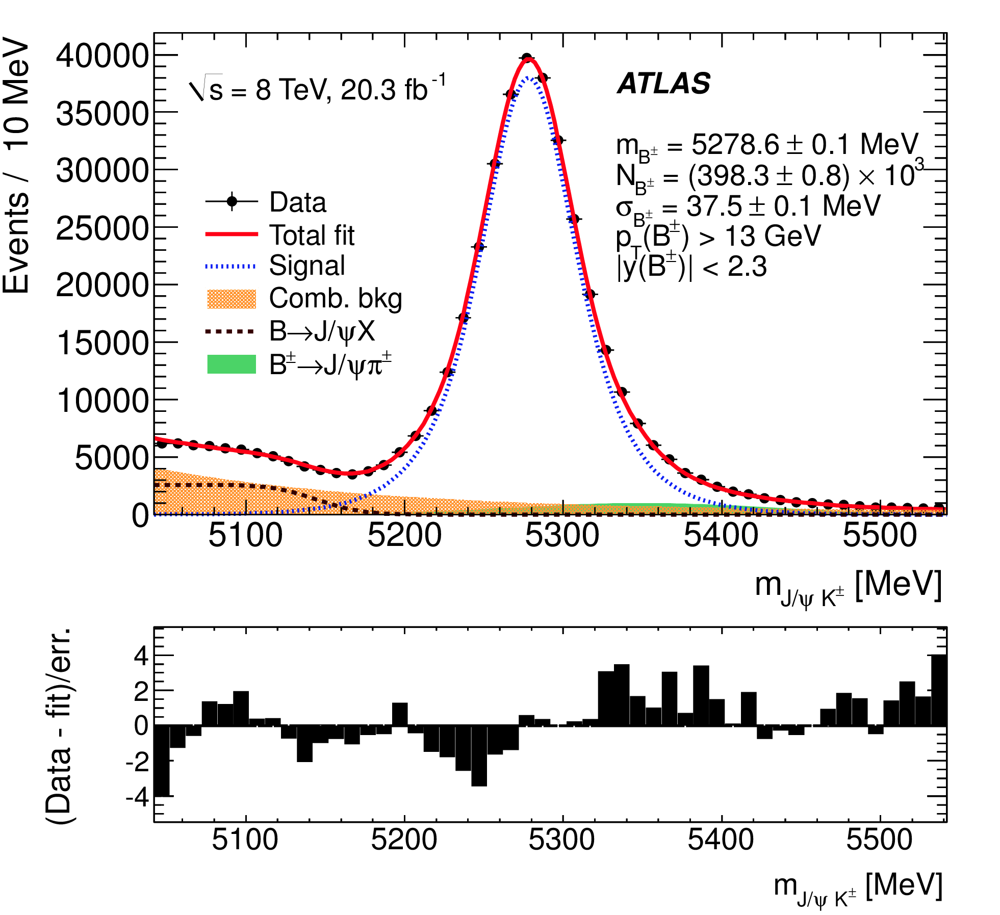 Events / 10 MeV
40000
35000
30000
25000
20000
15000
10000
5000
0
√s = 8 TeV, 20.3 fb⁻¹
ATLAS
m_B± = 5278.6 ± 0.1 MeV
N_B± = (398.3 ± 0.8) × 10³
σ_B± = 37.5 ± 0.1 MeV
p_T(B±) > 13 GeV
|y(B±)| < 2.3
Data
Total fit
Signal
Comb. bkg
B→J/ψX
B±→J/ψπ±
5100 5200 5300 5400 5500
m_J/ψ K± [MeV]
(Data - fit)/err.
4
2
0
-2
-4
5100 5200 5300 5400 5500
m_J/ψ K± [MeV]